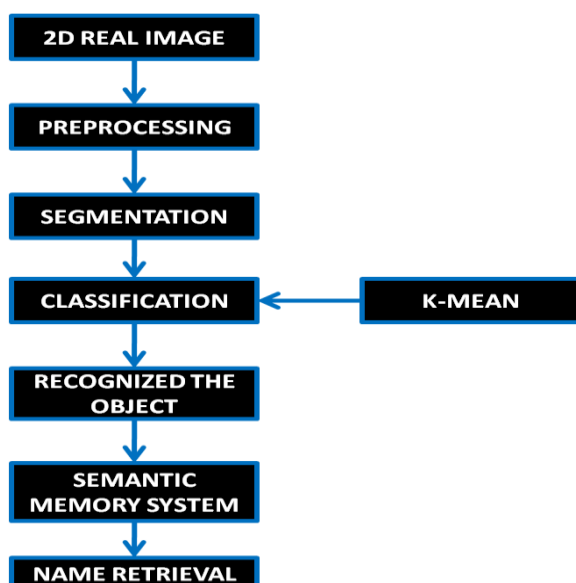 2D REAL IMAGE
PREPROCESSING
SEGMENTATION
CLASSIFICATION
K-MEAN
RECOGNIZED THE
OBJECT
SEMANTIC
MEMORY SYSTEM
NAME RETRIEVAL